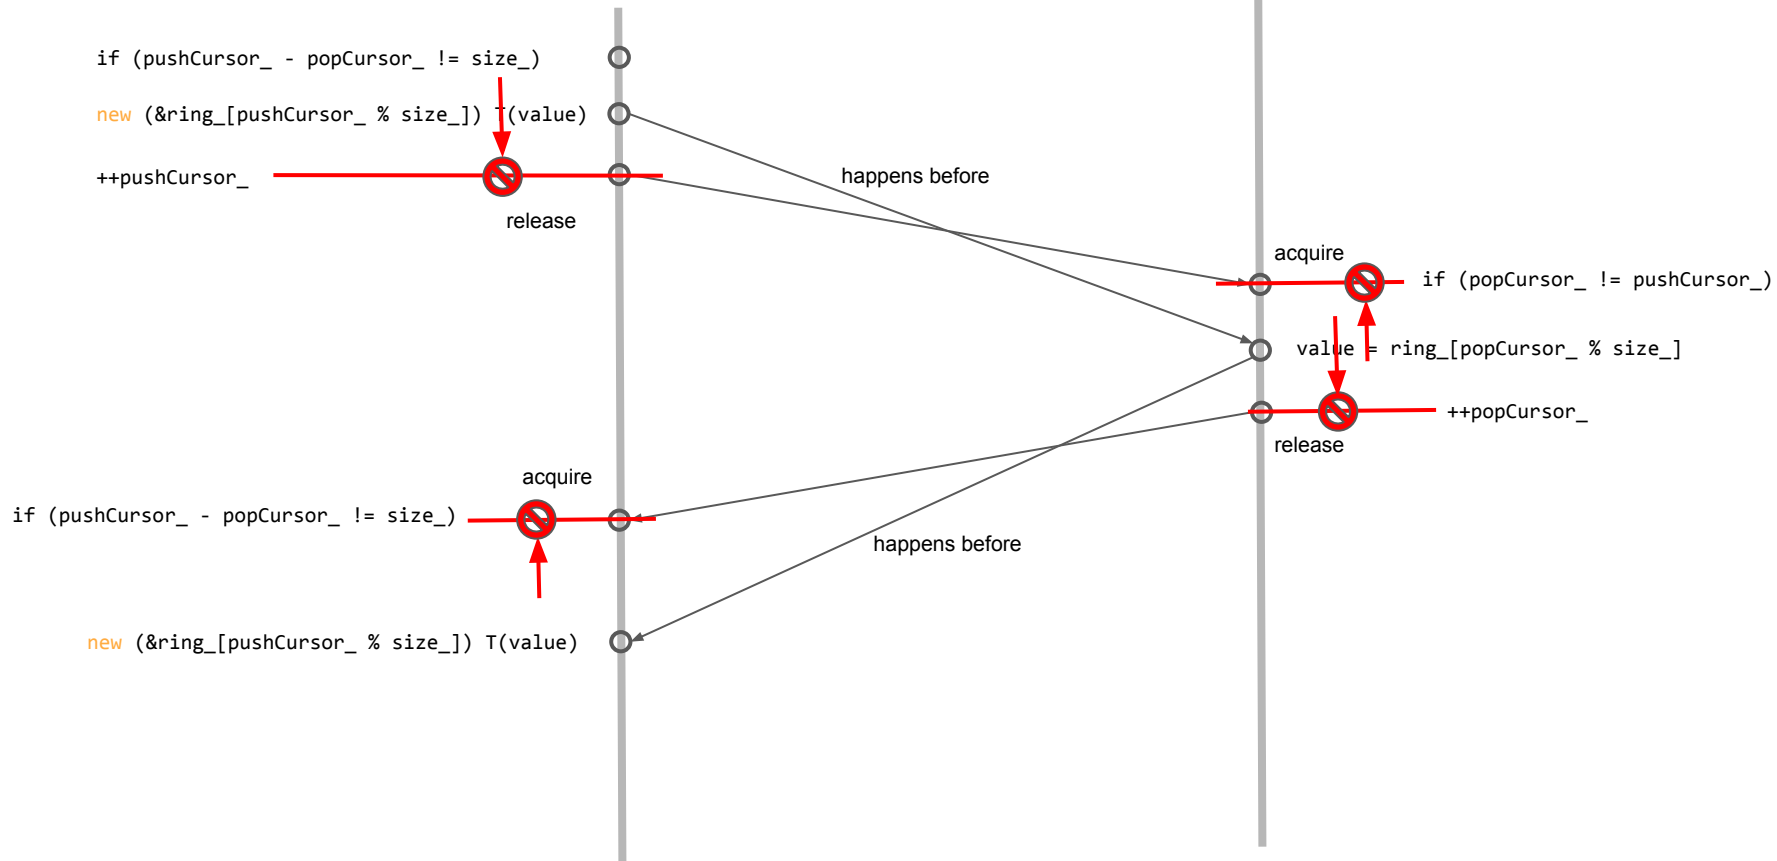 if (pushCursor_ - popCursor_ != size_)
new (&ring_[pushCursor_ % size_]) T(value)
++pushCursor_
release
happens before
acquire
if (popCursor_ != pushCursor_)
value = ring_[popCursor_ % size_]
++popCursor_
release
acquire
if (pushCursor_ - popCursor_ != size_)
happens before
new (&ring_[pushCursor_ % size_]) T(value)